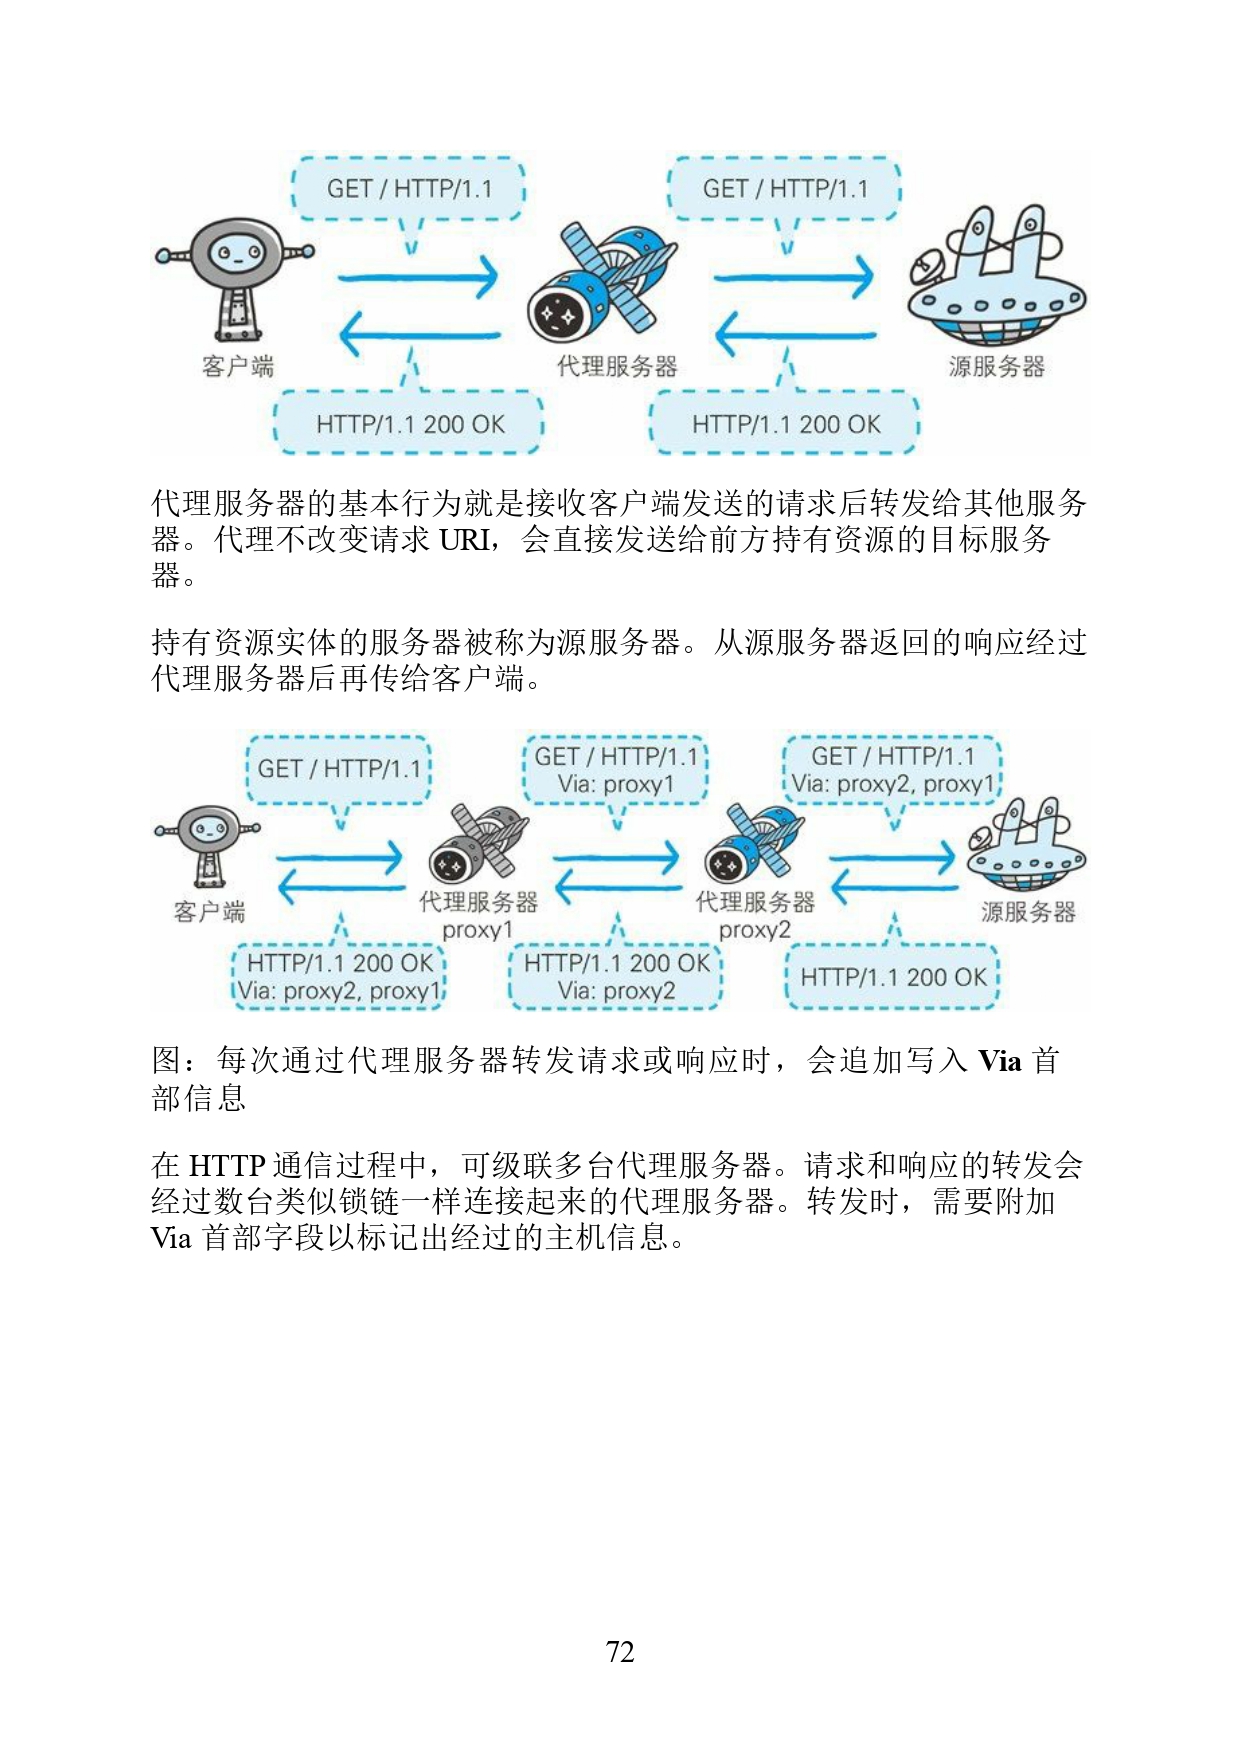 GET / HTTP/1.1
GET / HTTP/1.1
客户端
代理服务器
源服务器
HTTP/1.1 200 OK
HTTP/1.1 200 OK
代理服务器的基本行为就是接收客户端发送的请求后转发给其他服务
器。代理不改变请求 URI，会直接发送给前方持有资源的目标服务
器。
持有资源实体的服务器被称为源服务器。从源服务器返回的响应经过
代理服务器后再传给客户端。
GET / HTTP/1.1
GET / HTTP/1.1
Via: proxy1
GET / HTTP/1.1
Via: proxy2, proxy1
客户端
代理服务器
proxy1
代理服务器
proxy2
源服务器
HTTP/1.1 200 OK
Via: proxy2, proxy1
HTTP/1.1 200 OK
Via: proxy2
HTTP/1.1 200 OK
图：每次通过代理服务器转发请求或响应时，会追加写入 Via 首
部信息
在 HTTP 通信过程中，可级联多台代理服务器。请求和响应的转发会
经过数台类似锁链一样连接起来的代理服务器。转发时，需要附加
Via 首部字段以标记出经过的主机信息。
72